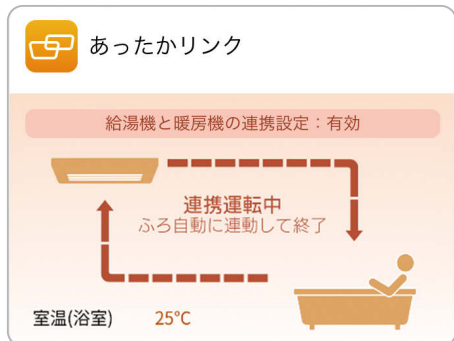 あったかリンク
給湯機と暖房機の連携設定：有効
連携運転中
ふろ自動に連動して終了
室温(浴室) 25℃